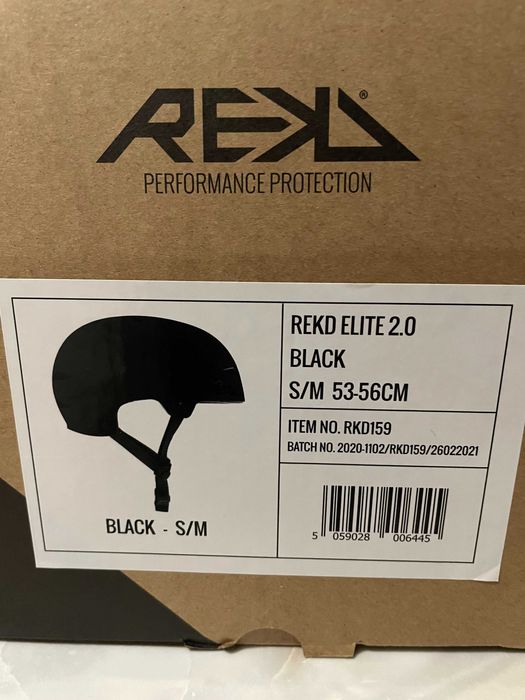 REKD®
PERFORMANCE PROTECTION
REKD ELITE 2.0
BLACK
S/M 53-56CM
ITEM NO. RKD159
BATCH NO. 2020-1102/RKD159/26022021
BLACK - S/M
5 059028 006445